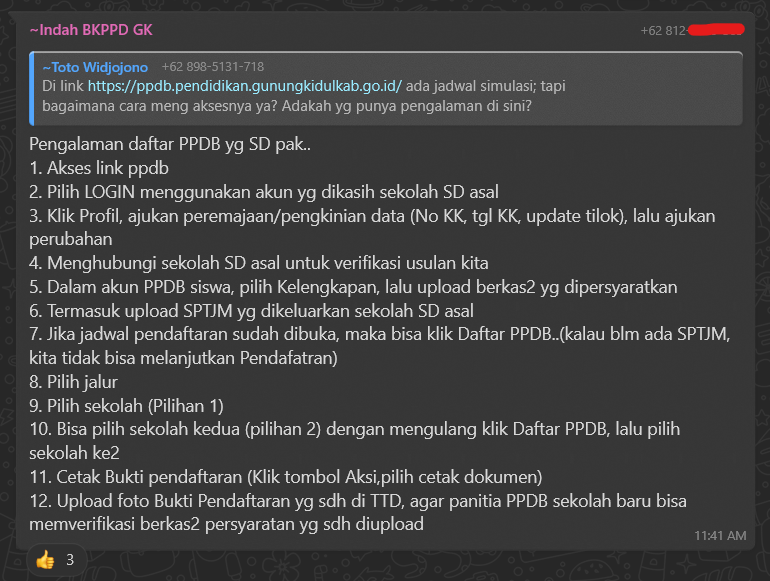 ~Indah BKPPD GK
+62 812-
~Toto Widjojono +62 898-5131-718
Di link https://ppdb.pendidikan.gunungkidulkab.go.id/ ada jadwal simulasi; tapi
bagaimana cara meng aksesnya ya? Adakah yg punya pengalaman di sini?
Pengalaman daftar PPDB yg SD pak..
1. Akses link ppdb
2. Pilih LOGIN menggunakan akun yg dikasih sekolah SD asal
3. Klik Profil, ajukan peremajaan/pengkinian data (No KK, tgl KK, update tilok), lalu ajukan
perubahan
4. Menghubungi sekolah SD asal untuk verifikasi usulan kita
5. Dalam akun PPDB siswa, pilih Kelengkapan, lalu upload berkas2 yg dipersyaratkan
6. Termasuk upload SPTJM yg dikeluarkan sekolah SD asal
7. Jika jadwal pendaftaran sudah dibuka, maka bisa klik Daftar PPDB..(kalau blm ada SPTJM,
kita tidak bisa melanjutkan Pendafatran)
8. Pilih jalur
9. Pilih sekolah (Pilihan 1)
10. Bisa pilih sekolah kedua (pilihan 2) dengan mengulang klik Daftar PPDB, lalu pilih
sekolah ke2
11. Cetak Bukti pendaftaran (Klik tombol Aksi,pilih cetak dokumen)
12. Upload foto Bukti Pendaftaran yg sdh di TTD, agar panitia PPDB sekolah baru bisa
memverifikasi berkas2 persyaratan yg sdh diupload
11:41 AM
👍 3